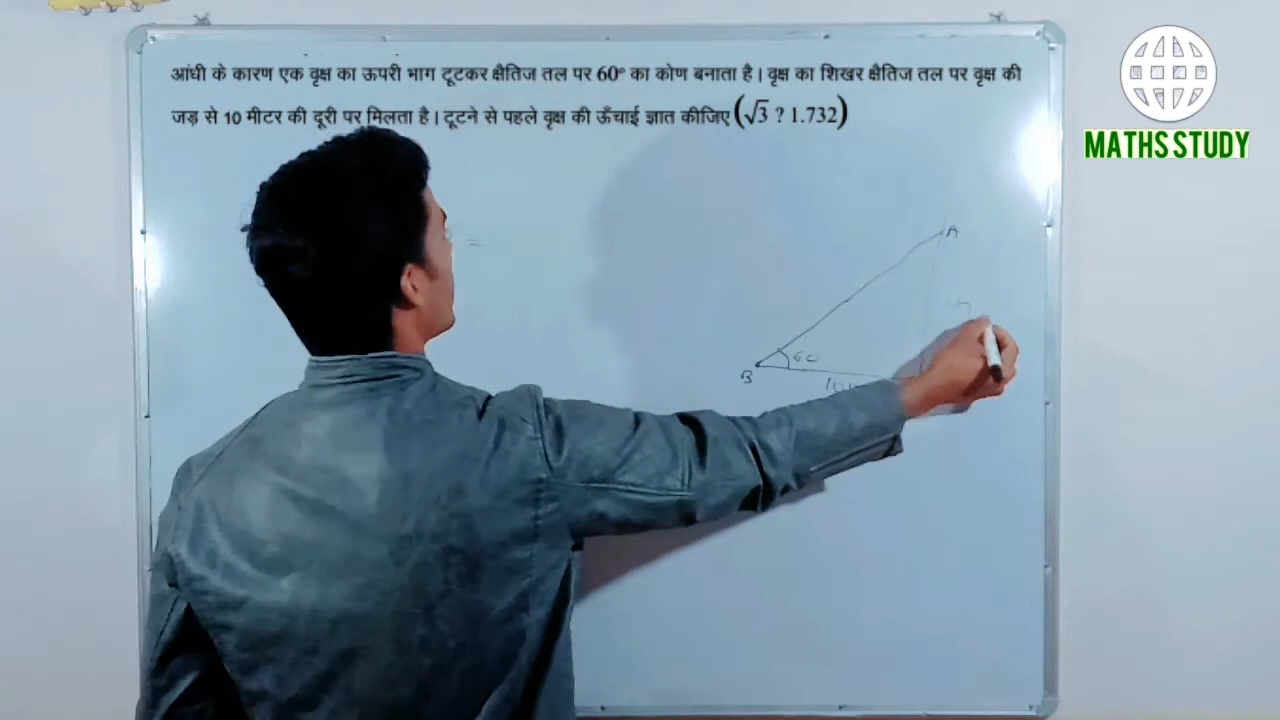 आंधी के कारण एक वृक्ष का ऊपरी भाग टूटकर क्षैतिज तल पर 60° का कोण बनाता है। वृक्ष का शिखर क्षैतिज तल पर वृक्ष की
जड़ से 10 मीटर की दूरी पर मिलता है। टूटने से पहले वृक्ष की ऊँचाई ज्ञात कीजिए (√3 ? 1.732)
MATHS STUDY
=
A
60
B